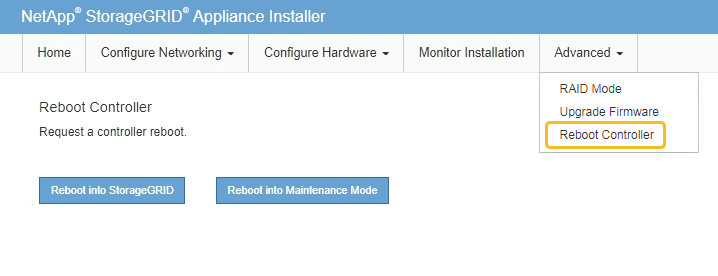 NetApp® StorageGRID® Appliance Installer
Home Configure Networking Configure Hardware Monitor Installation Advanced
RAID Mode
Upgrade Firmware
Reboot Controller
Reboot Controller
Request a controller reboot.
Reboot into StorageGRID Reboot into Maintenance Mode